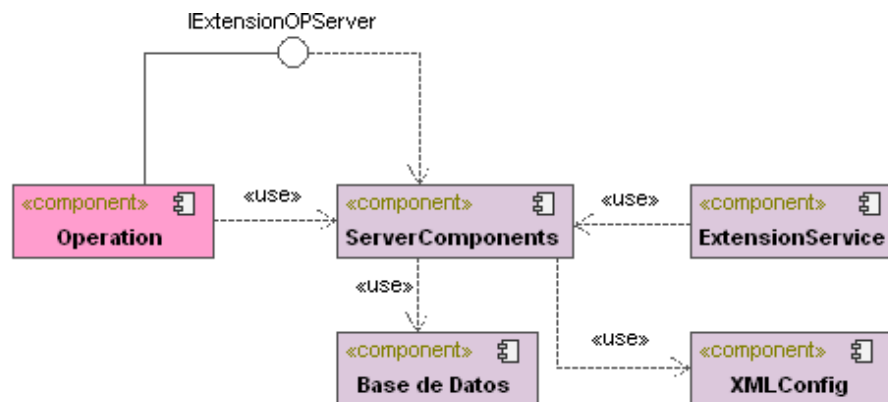 IExtensionOPServer
«component»
Operation
«use»
«component»
ServerComponents
«use»
«component»
ExtensionService
«use»
«component»
Base de Datos
«use»
«component»
XMLConfig